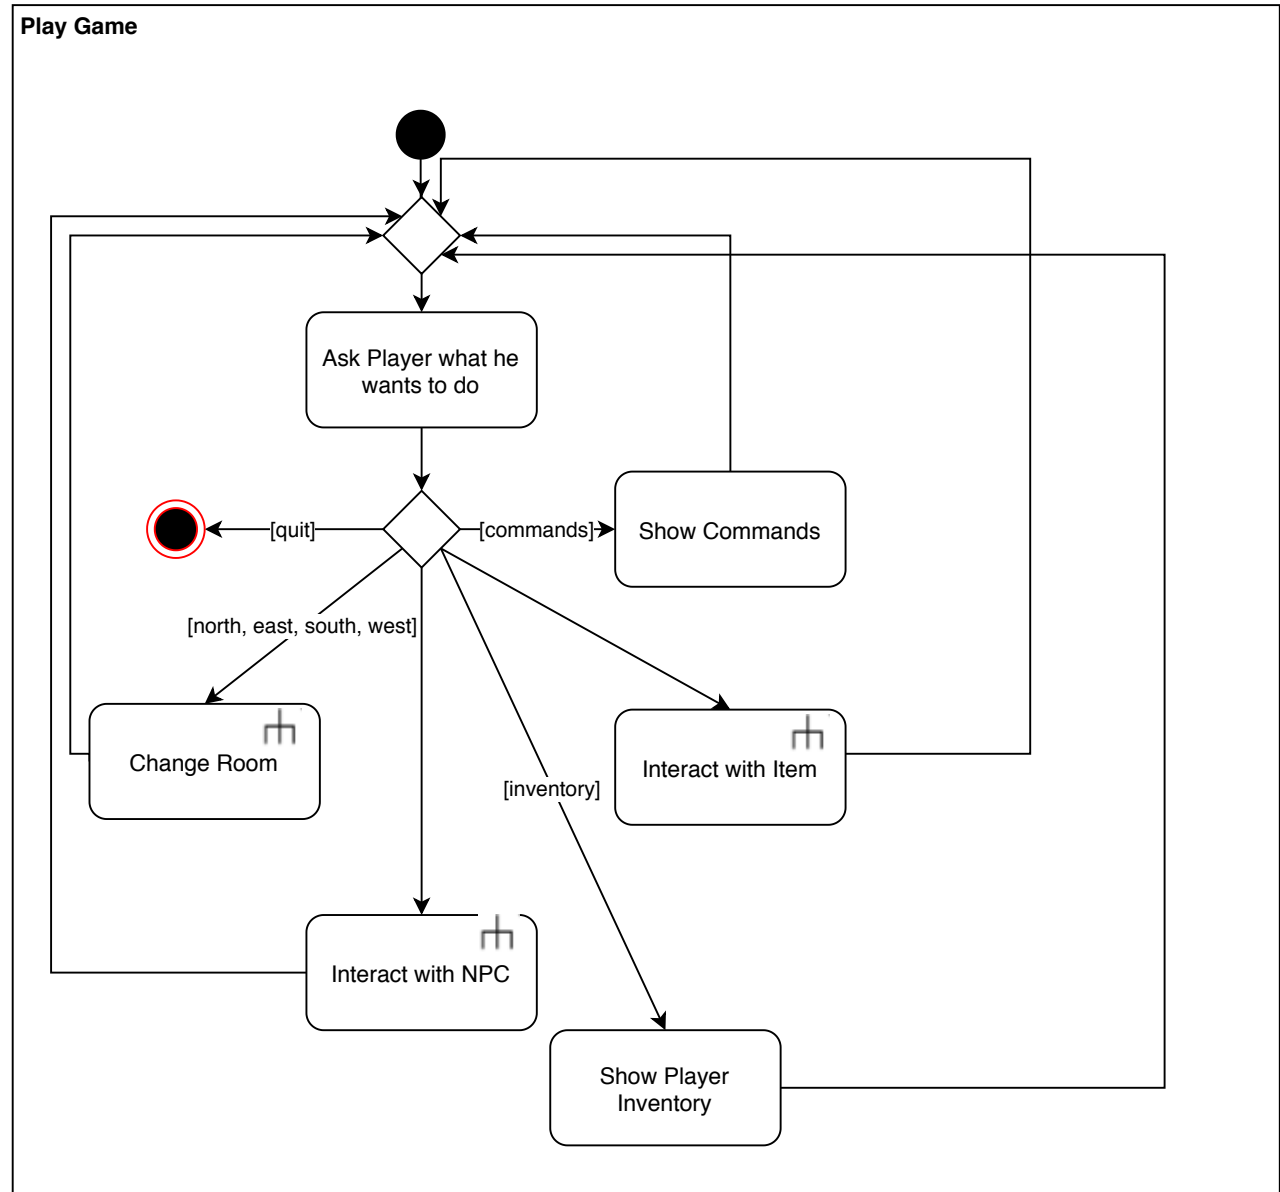 Play Game
Ask Player what he
wants to do
[quit]
[commands]
Show Commands
[north, east, south, west]
Change Room
Interact with Item
[inventory]
Interact with NPC
Show Player
Inventory